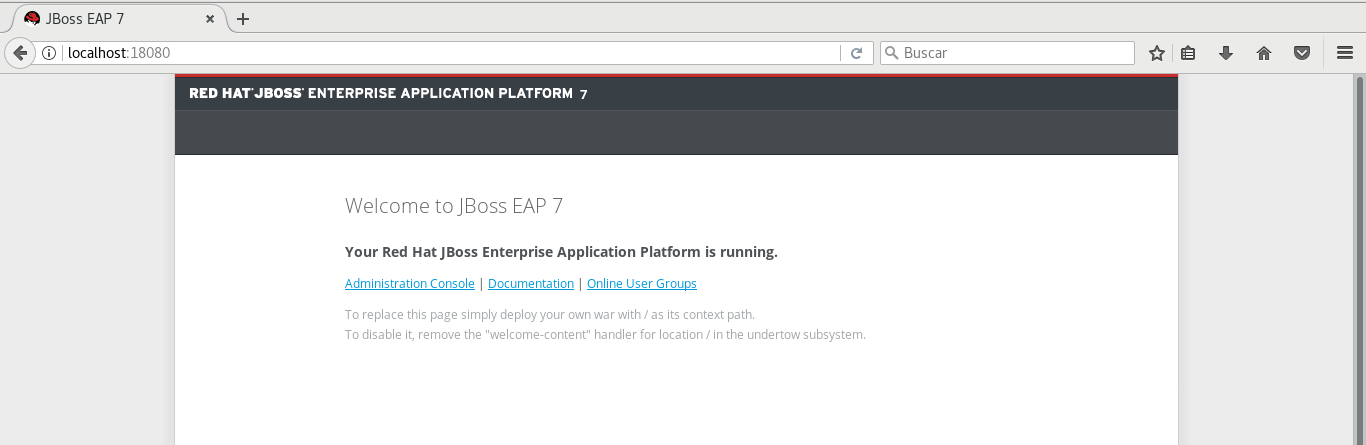 JBoss EAP 7
localhost:18080
Buscar
RED HAT JBOSS ENTERPRISE APPLICATION PLATFORM 7
Welcome to JBoss EAP 7
Your Red Hat JBoss Enterprise Application Platform is running.
Administration Console | Documentation | Online User Groups
To replace this page simply deploy your own war with / as its context path.
To disable it, remove the "welcome-content" handler for location / in the undertow subsystem.